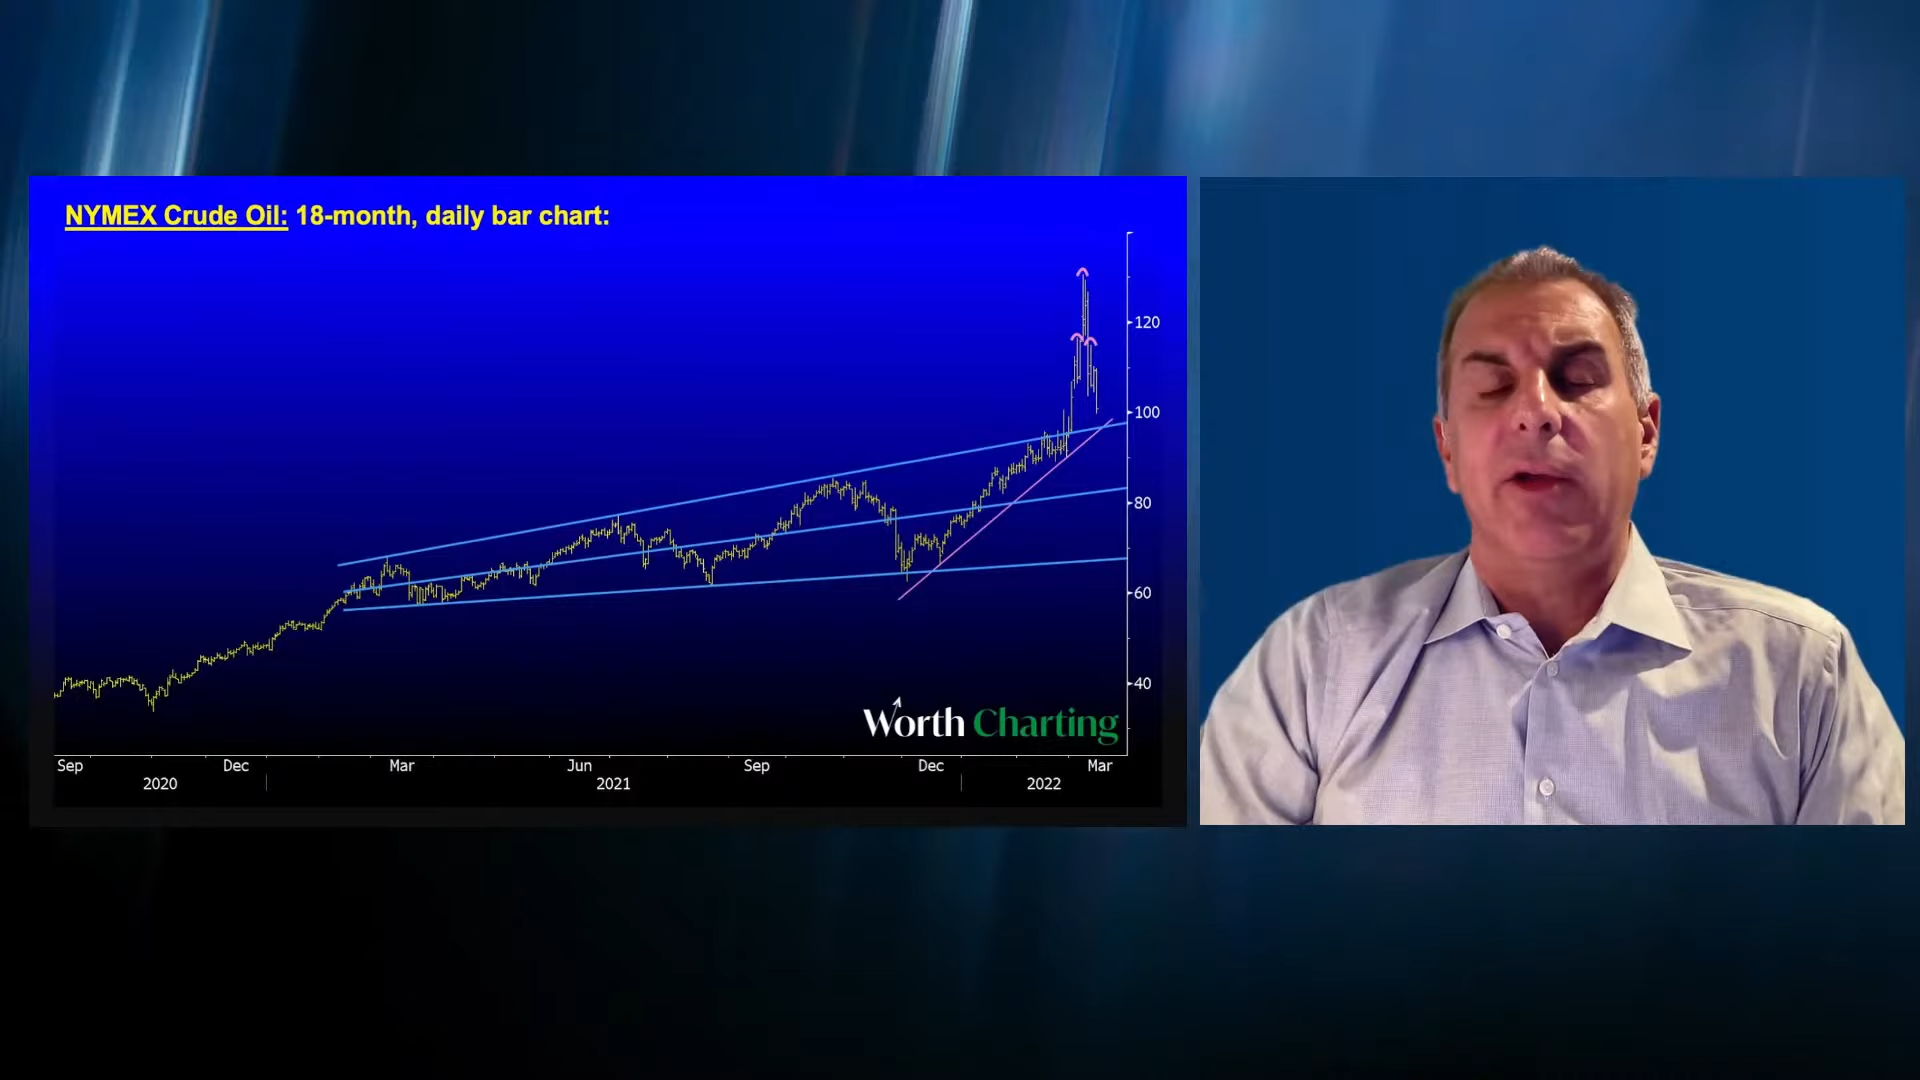 NYMEX Crude Oil: 18-month, daily bar chart:
120
100
80
60
40
Worth Charting
Sep Dec Mar Jun Sep Dec Mar
2020 2021 2022